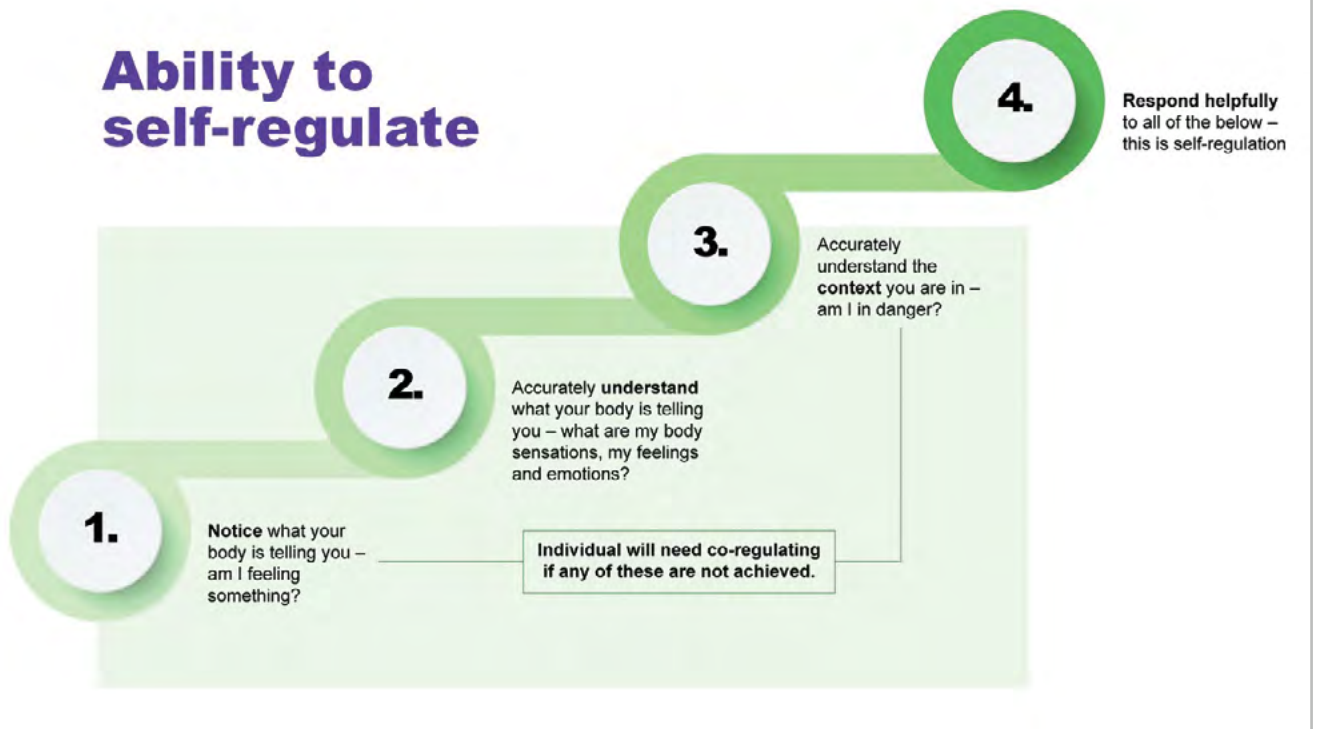 Ability to
self-regulate
4.
Respond helpfully
to all of the below –
this is self-regulation
3.
Accurately
understand the
context you are in –
am I in danger?
2.
Accurately understand
what your body is telling
you – what are my body
sensations, my feelings
and emotions?
1.
Notice what your
body is telling you –
am I feeling
something?
Individual will need co-regulating
if any of these are not achieved.